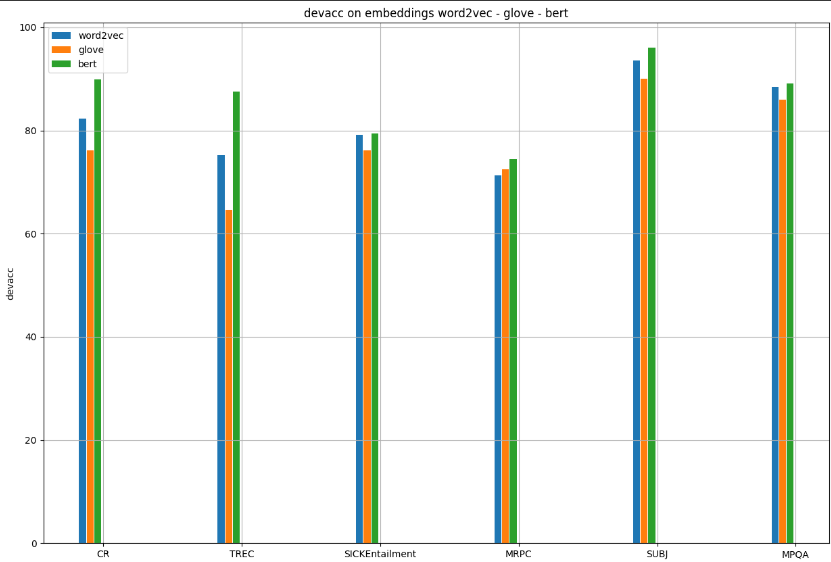 devacc on embeddings word2vec - glove - bert
word2vec
glove
bert
100
80
60
40
20
0
devacc
CR
TREC
SICKEntailment
MRPC
SUBJ
MPQA